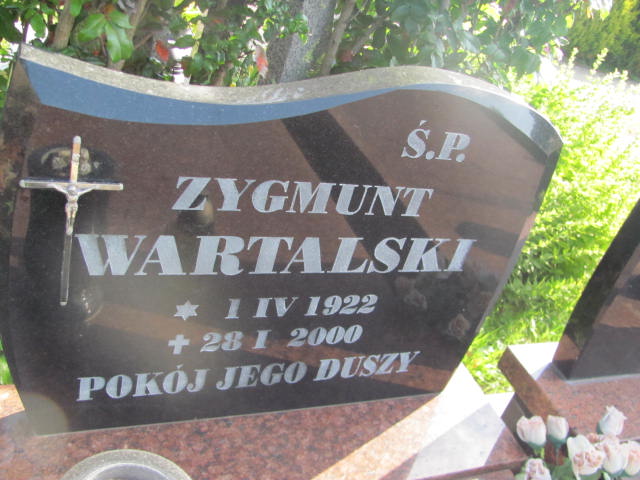 Ś.P.
ZYGMUNT
WARTALSKI
* 1 IV 1922
✝ 28 I 2000
POKÓJ JEGO DUSZY